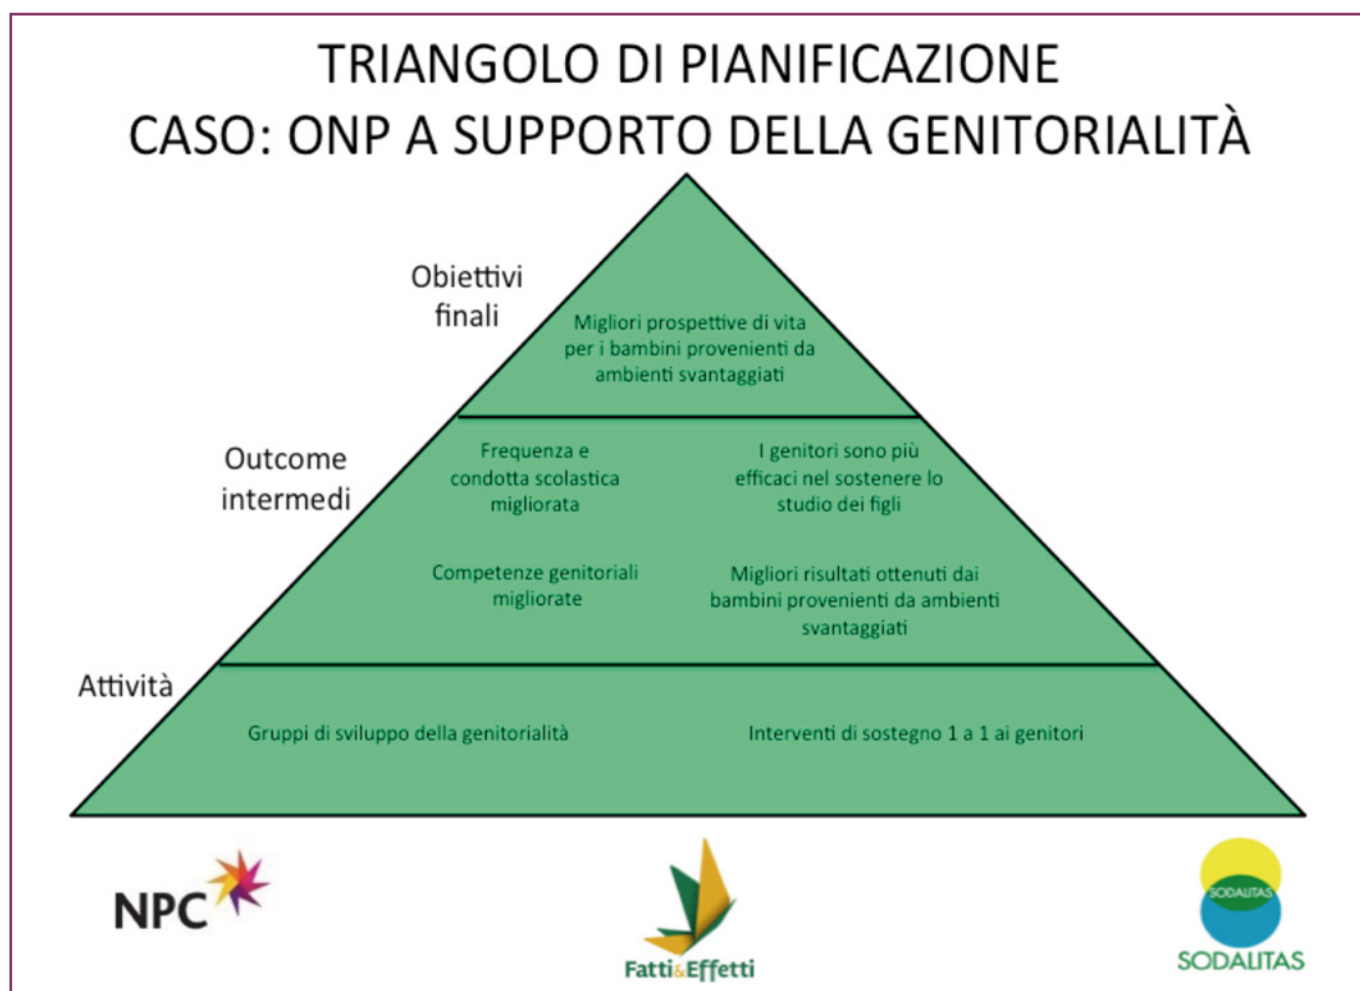 TRIANGOLO DI PIANIFICAZIONE
CASO: ONP A SUPPORTO DELLA GENITORIALITÀ
Obiettivi
finali
Migliori prospettive di vita
per i bambini provenienti da
ambienti svantaggiati
Outcome
intermedi
Frequenza e
condotta scolastica
migliorata
I genitori sono più
efficaci nel sostenere lo
studio dei figli
Competenze genitoriali
migliorate
Migliori risultati ottenuti dai
bambini provenienti da ambienti
svantaggiati
Attività
Gruppi di sviluppo della genitorialità
Interventi di sostegno 1 a 1 ai genitori
NPC
Fatti&Effetti
SODALITAS
SODALITAS